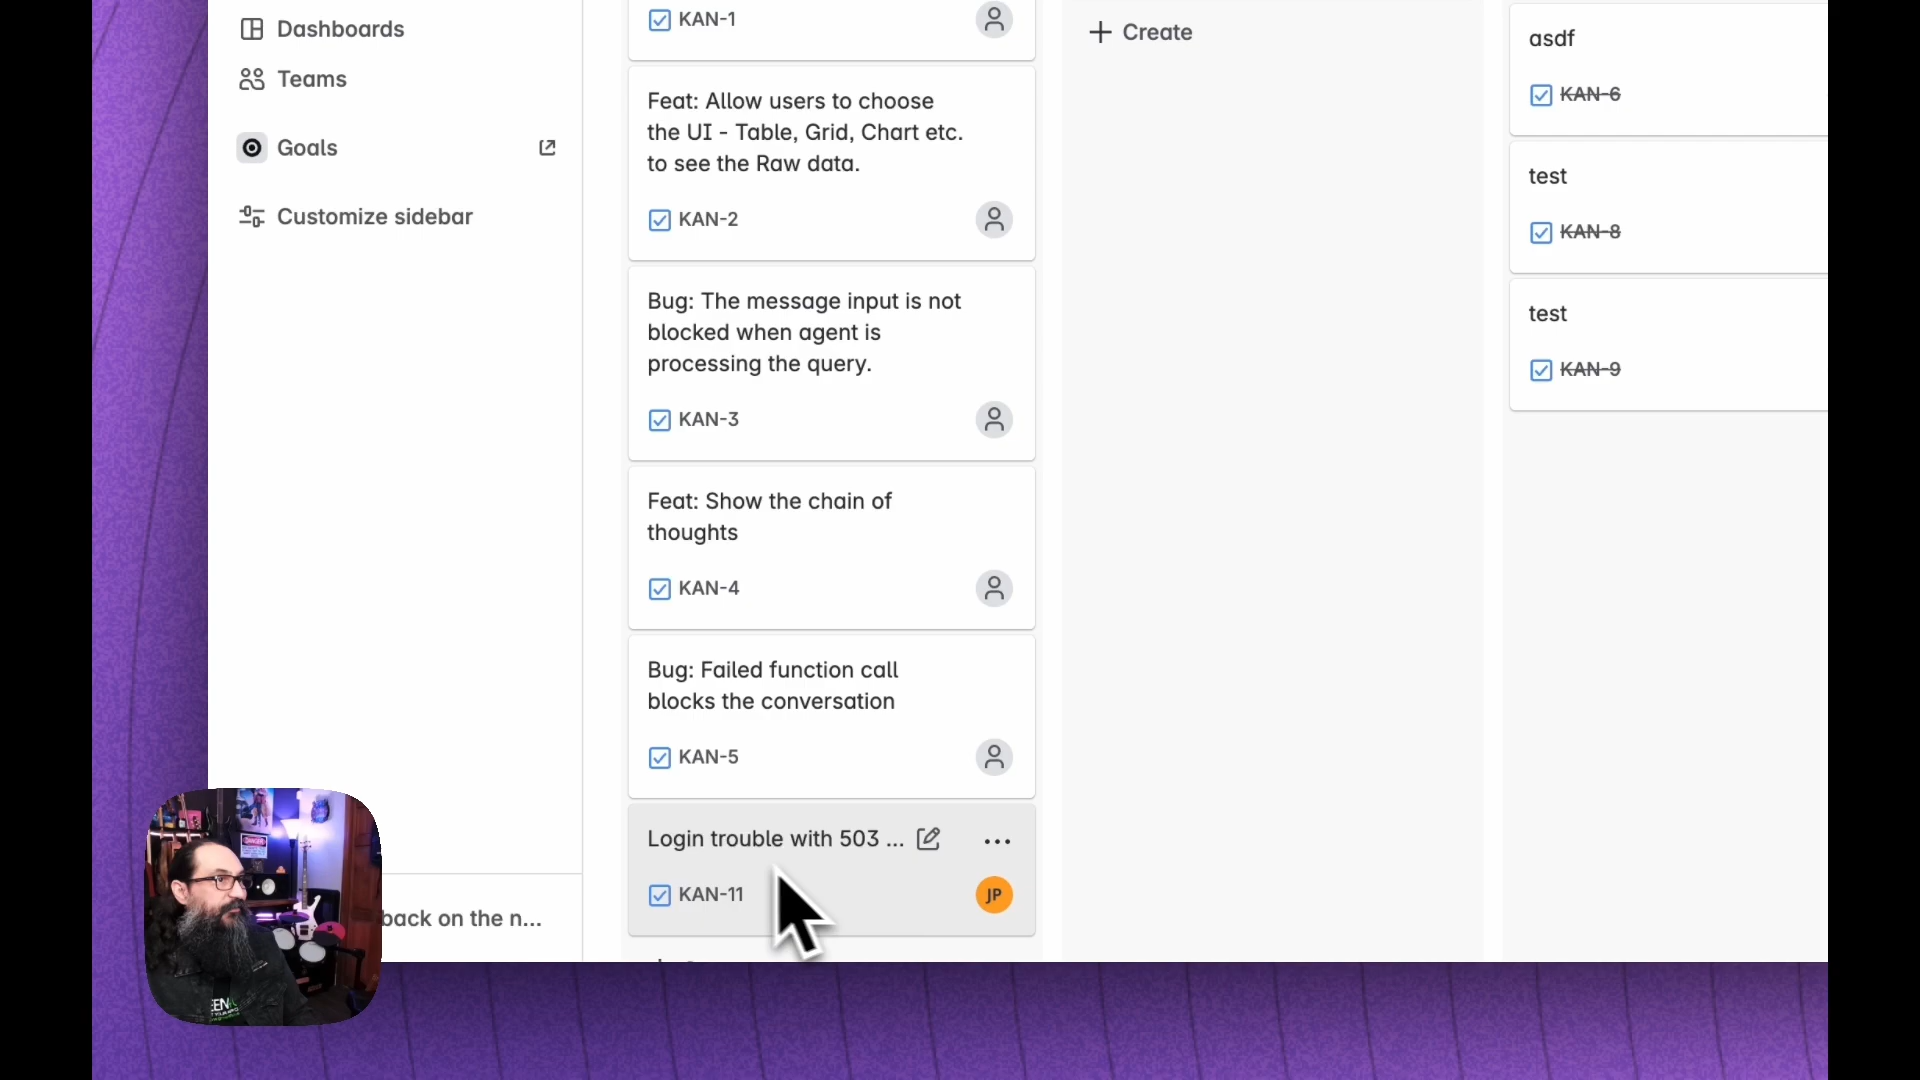 Dashboards
Teams
Goals
Customize sidebar
back on the n...
KAN-1
Feat: Allow users to choose
the UI - Table, Grid, Chart etc.
to see the Raw data.
KAN-2
Bug: The message input is not
blocked when agent is
processing the query.
KAN-3
Feat: Show the chain of
thoughts
KAN-4
Bug: Failed function call
blocks the conversation
KAN-5
Login trouble with 503 ...
KAN-11
JP
Create
asdf
KAN-6
test
KAN-8
test
KAN-9
DANGER